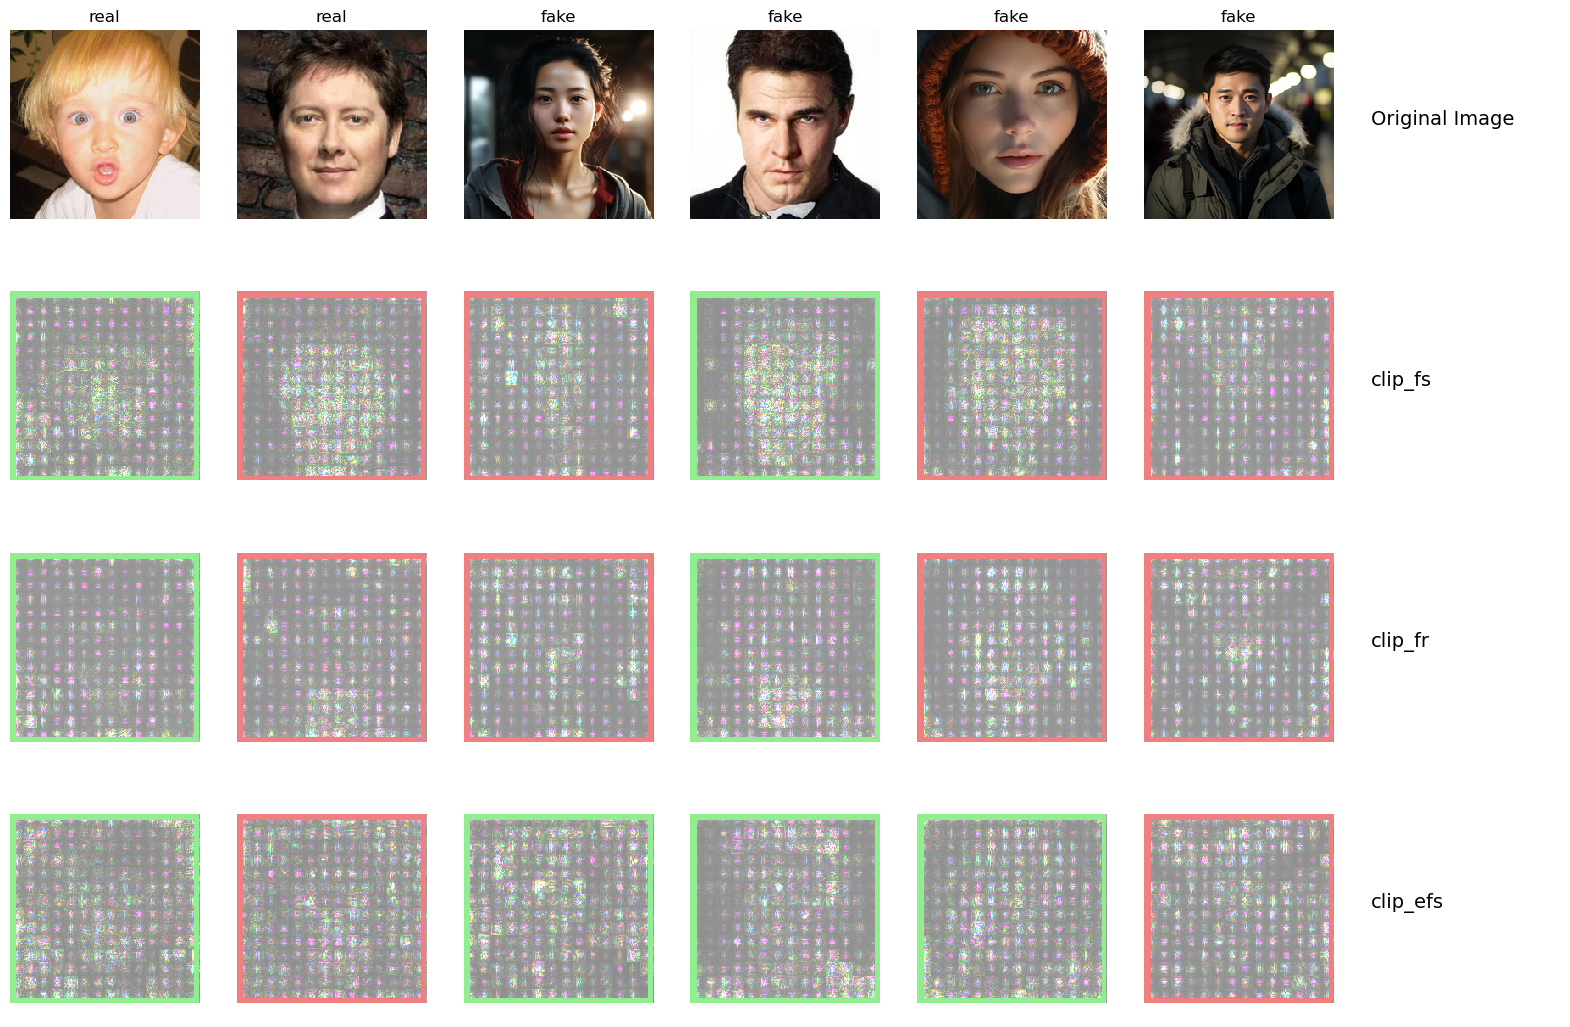 real
real
fake
fake
fake
fake
Original Image
clip_fs
clip_fr
clip_efs